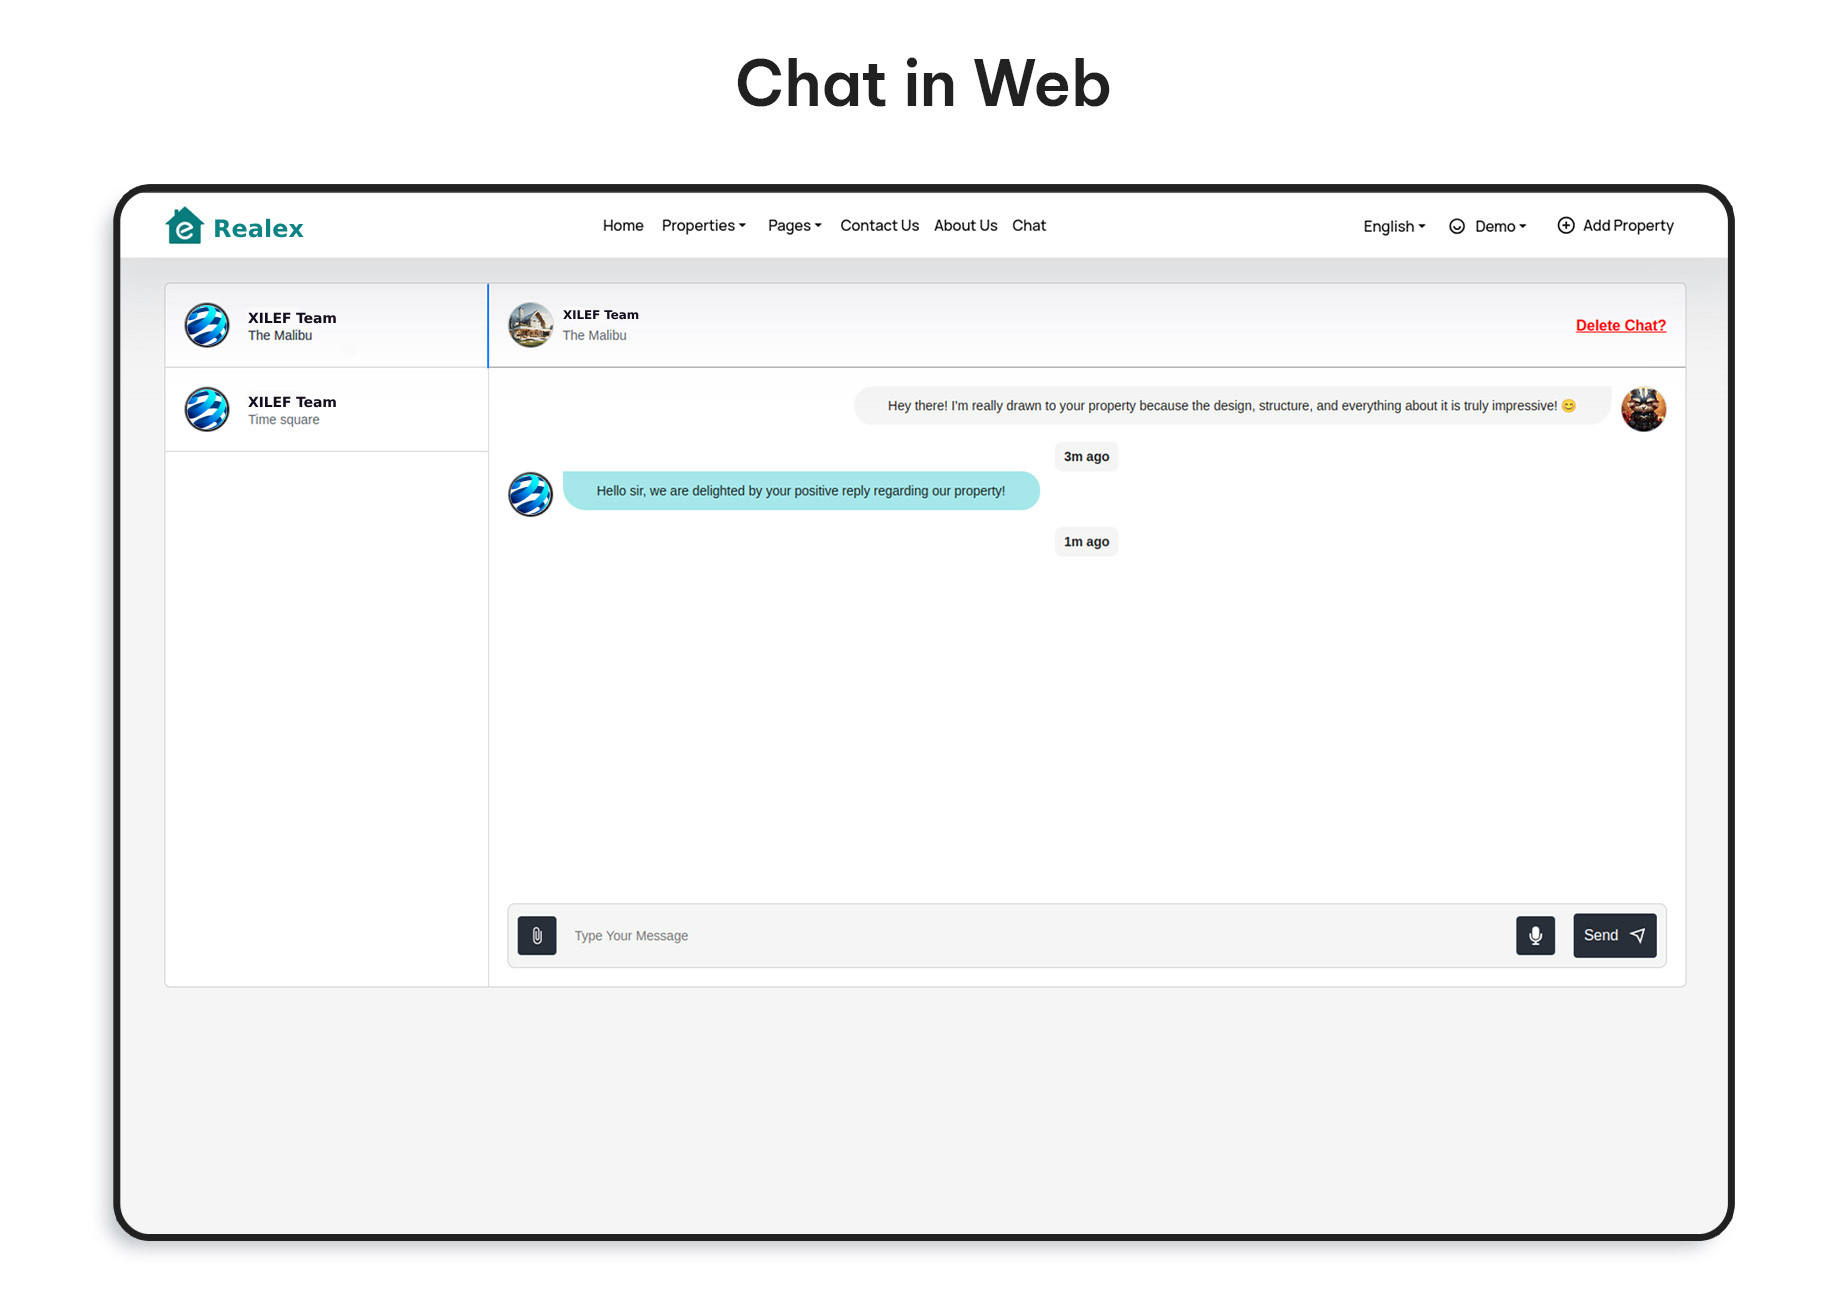 Chat in Web
e Realex
Home Properties Pages Contact Us About Us Chat
English Demo Add Property
XILEF Team
The Malibu
XILEF Team
Time square
XILEF Team
The Malibu
Delete Chat?
Hey there! I'm really drawn to your property because the design, structure, and everything about it is truly impressive! 😊
3m ago
Hello sir, we are delighted by your positive reply regarding our property!
1m ago
Type Your Message
Send